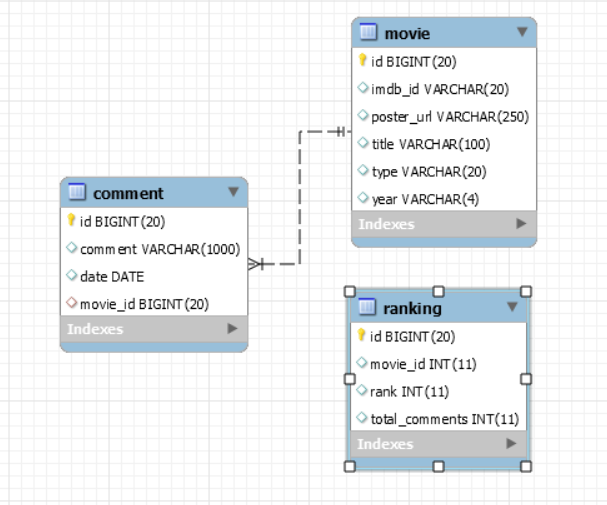 movie
id BIGINT(20)
imdb_id VARCHAR(20)
poster_url VARCHAR(250)
title VARCHAR(100)
type VARCHAR(20)
year VARCHAR(4)
Indexes
comment
id BIGINT(20)
comment VARCHAR(1000)
date DATE
movie_id BIGINT(20)
Indexes
ranking
id BIGINT(20)
movie_id INT(11)
rank INT(11)
total_comments INT(11)
Indexes